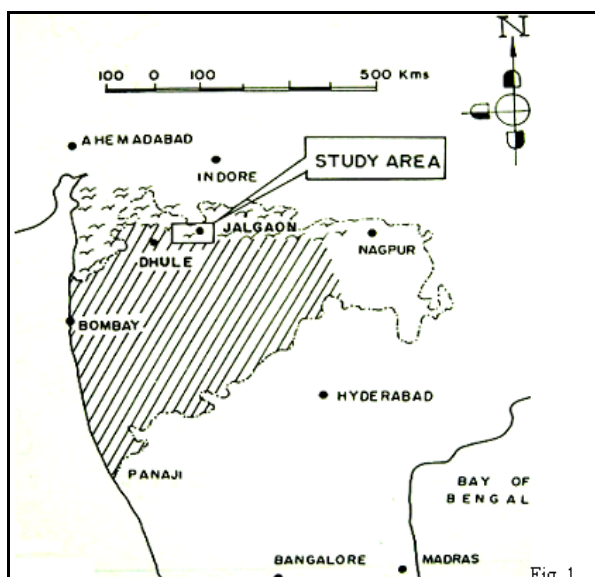 N
100 0 100 500 Kms
AHEMADABAD
INDORE
STUDY AREA
JALGAON
DHULE
NAGPUR
BOMBAY
HYDERABAD
PANAJI
BAY OF
BENGAL
BANGALORE
MADRAS
Fig 1